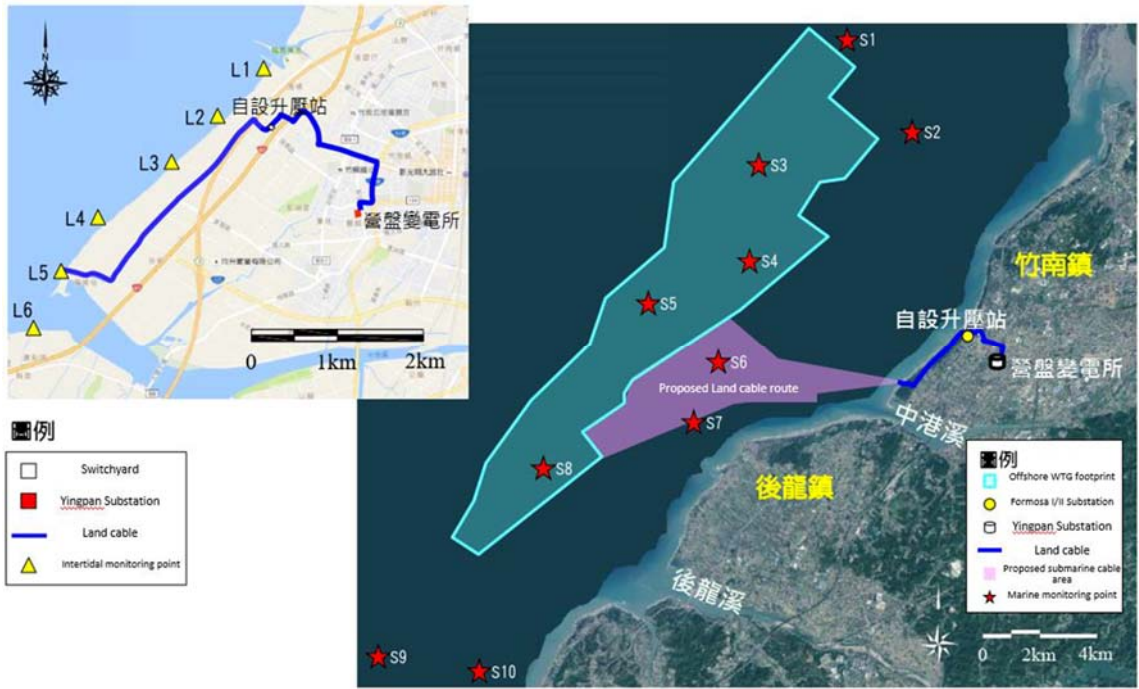 N
L1
L2
自設升壓站
L3
L4
營盤變電所
L5
L6
0
1km
2km
例
Switchyard
Yingpan Substation
Land cable
Intertidal monitoring point
S1
S2
S3
S4
S5
竹南鎮
自設升壓站
S6
營盤變電所
Proposed Land cable route
S7
中港溪
S8
後龍鎮
後龍溪
S9
S10
例
Offshore WTG footprint
Formosa I/II Substation
Yingpan Substation
Land cable
Proposed submarine cable
area
Marine monitoring point
0
2km
4km